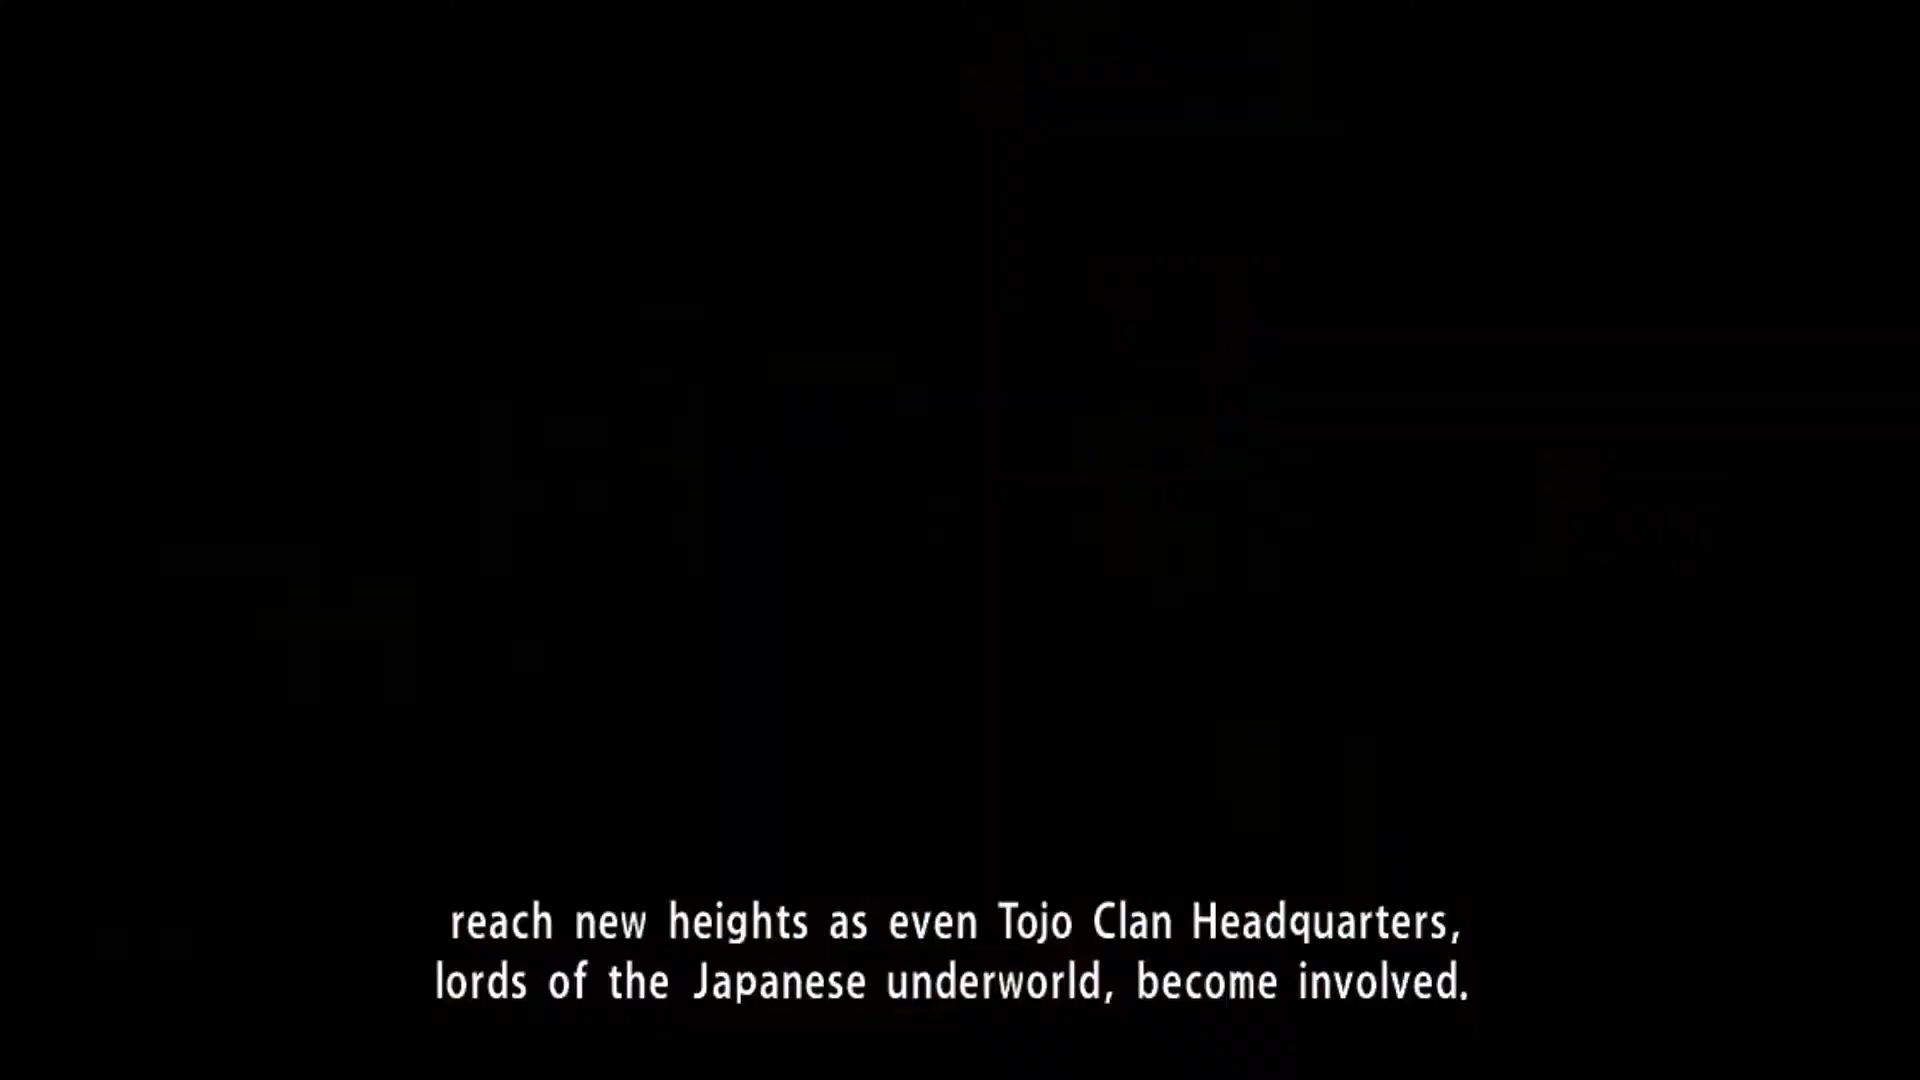 reach new heights as even Tojo Clan Headquarters,
lords of the Japanese underworld, become involved.